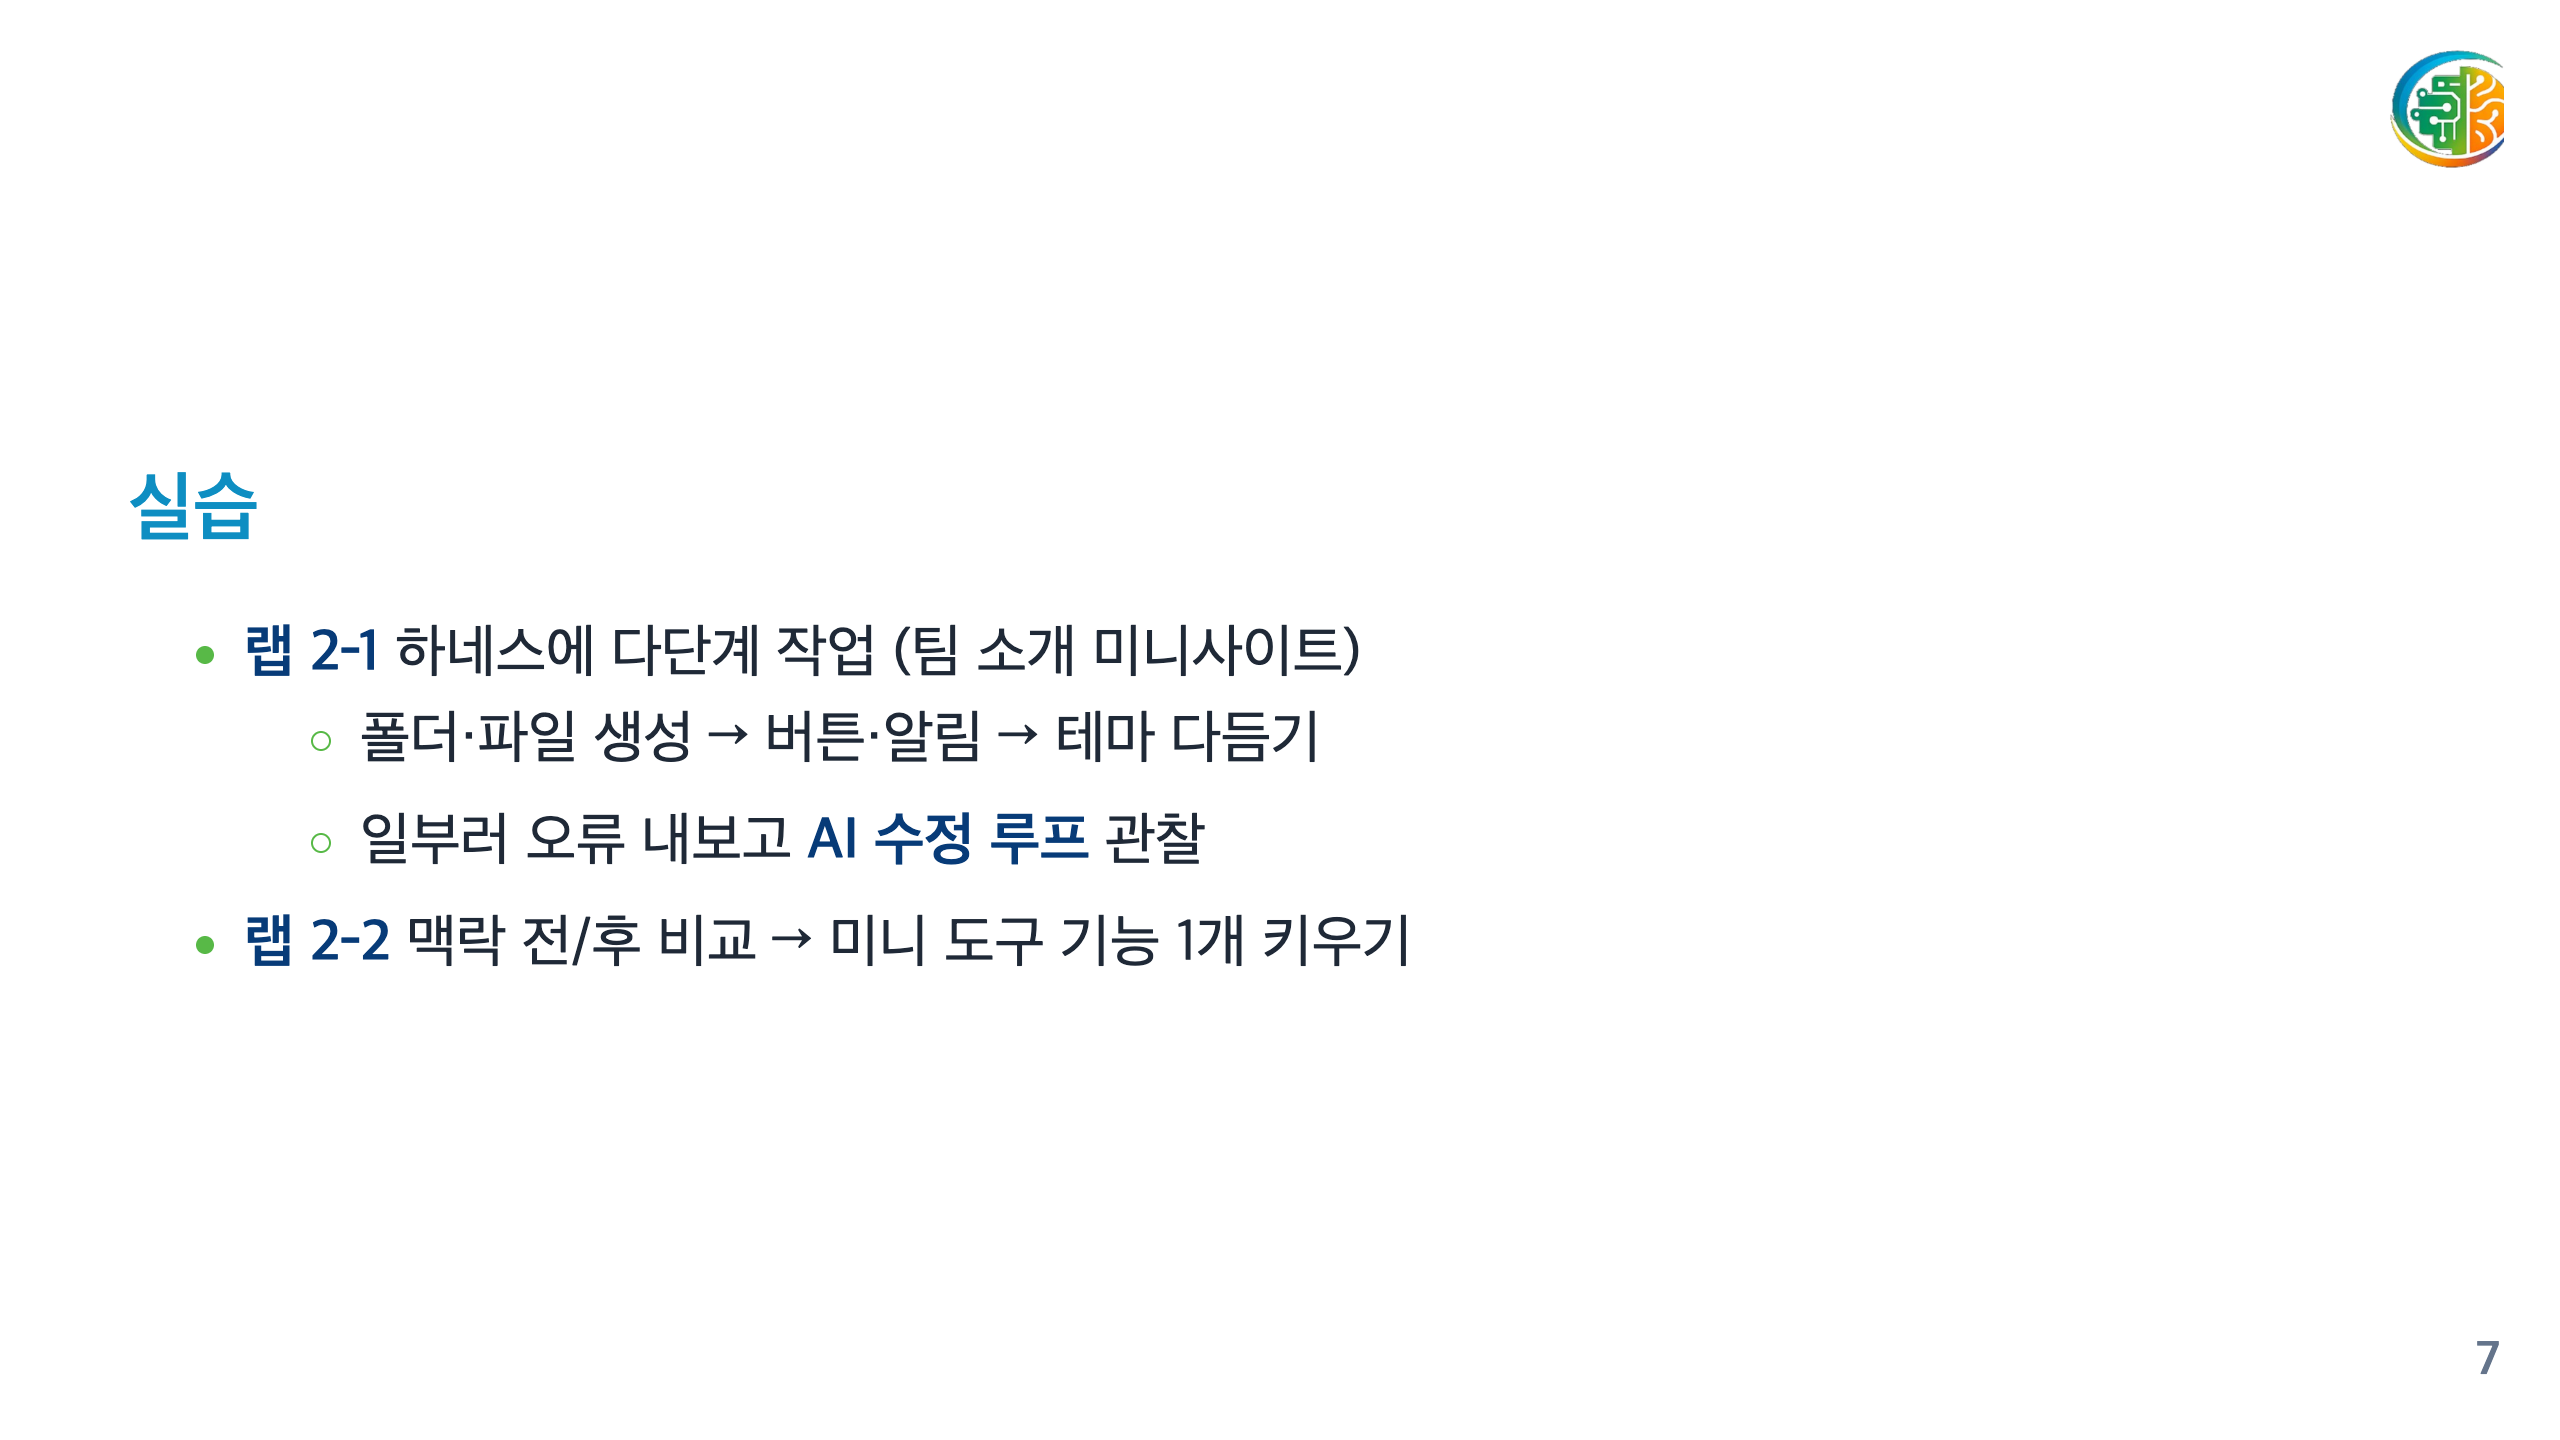 실습
랩 2-1 하네스에 다단계 작업 (팀 소개 미니사이트)
폴더·파일 생성 → 버튼·알림 → 테마 다듬기
일부러 오류 내보고 AI 수정 루프 관찰
랩 2-2 맥락 전/후 비교 → 미니 도구 기능 1개 키우기
7